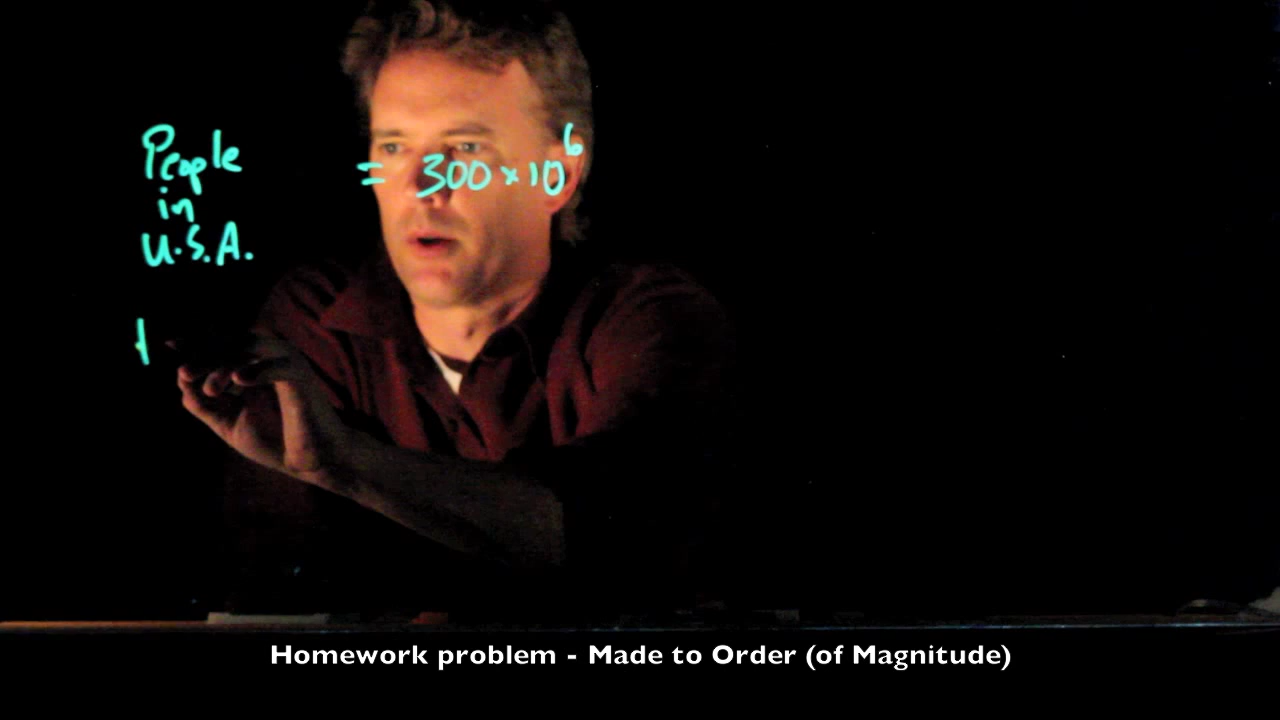 People = 300 × 10⁶
in
U.S.A.
Homework problem - Made to Order (of Magnitude)